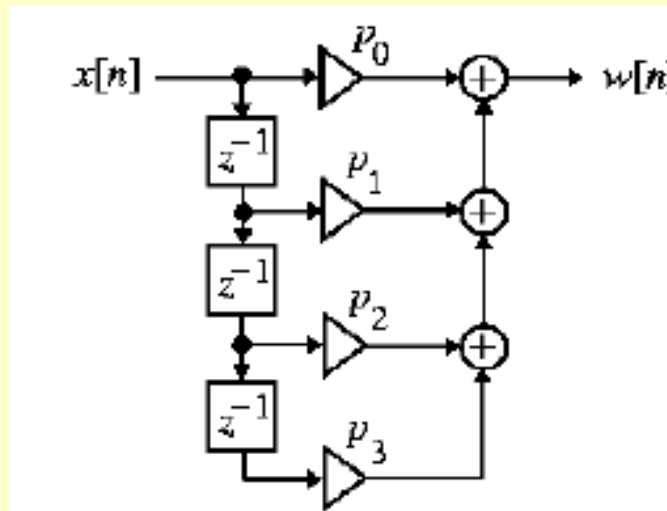 x[n] p₀ w[n]
z⁻¹
p₁
z⁻¹
p₂
z⁻¹
p₃